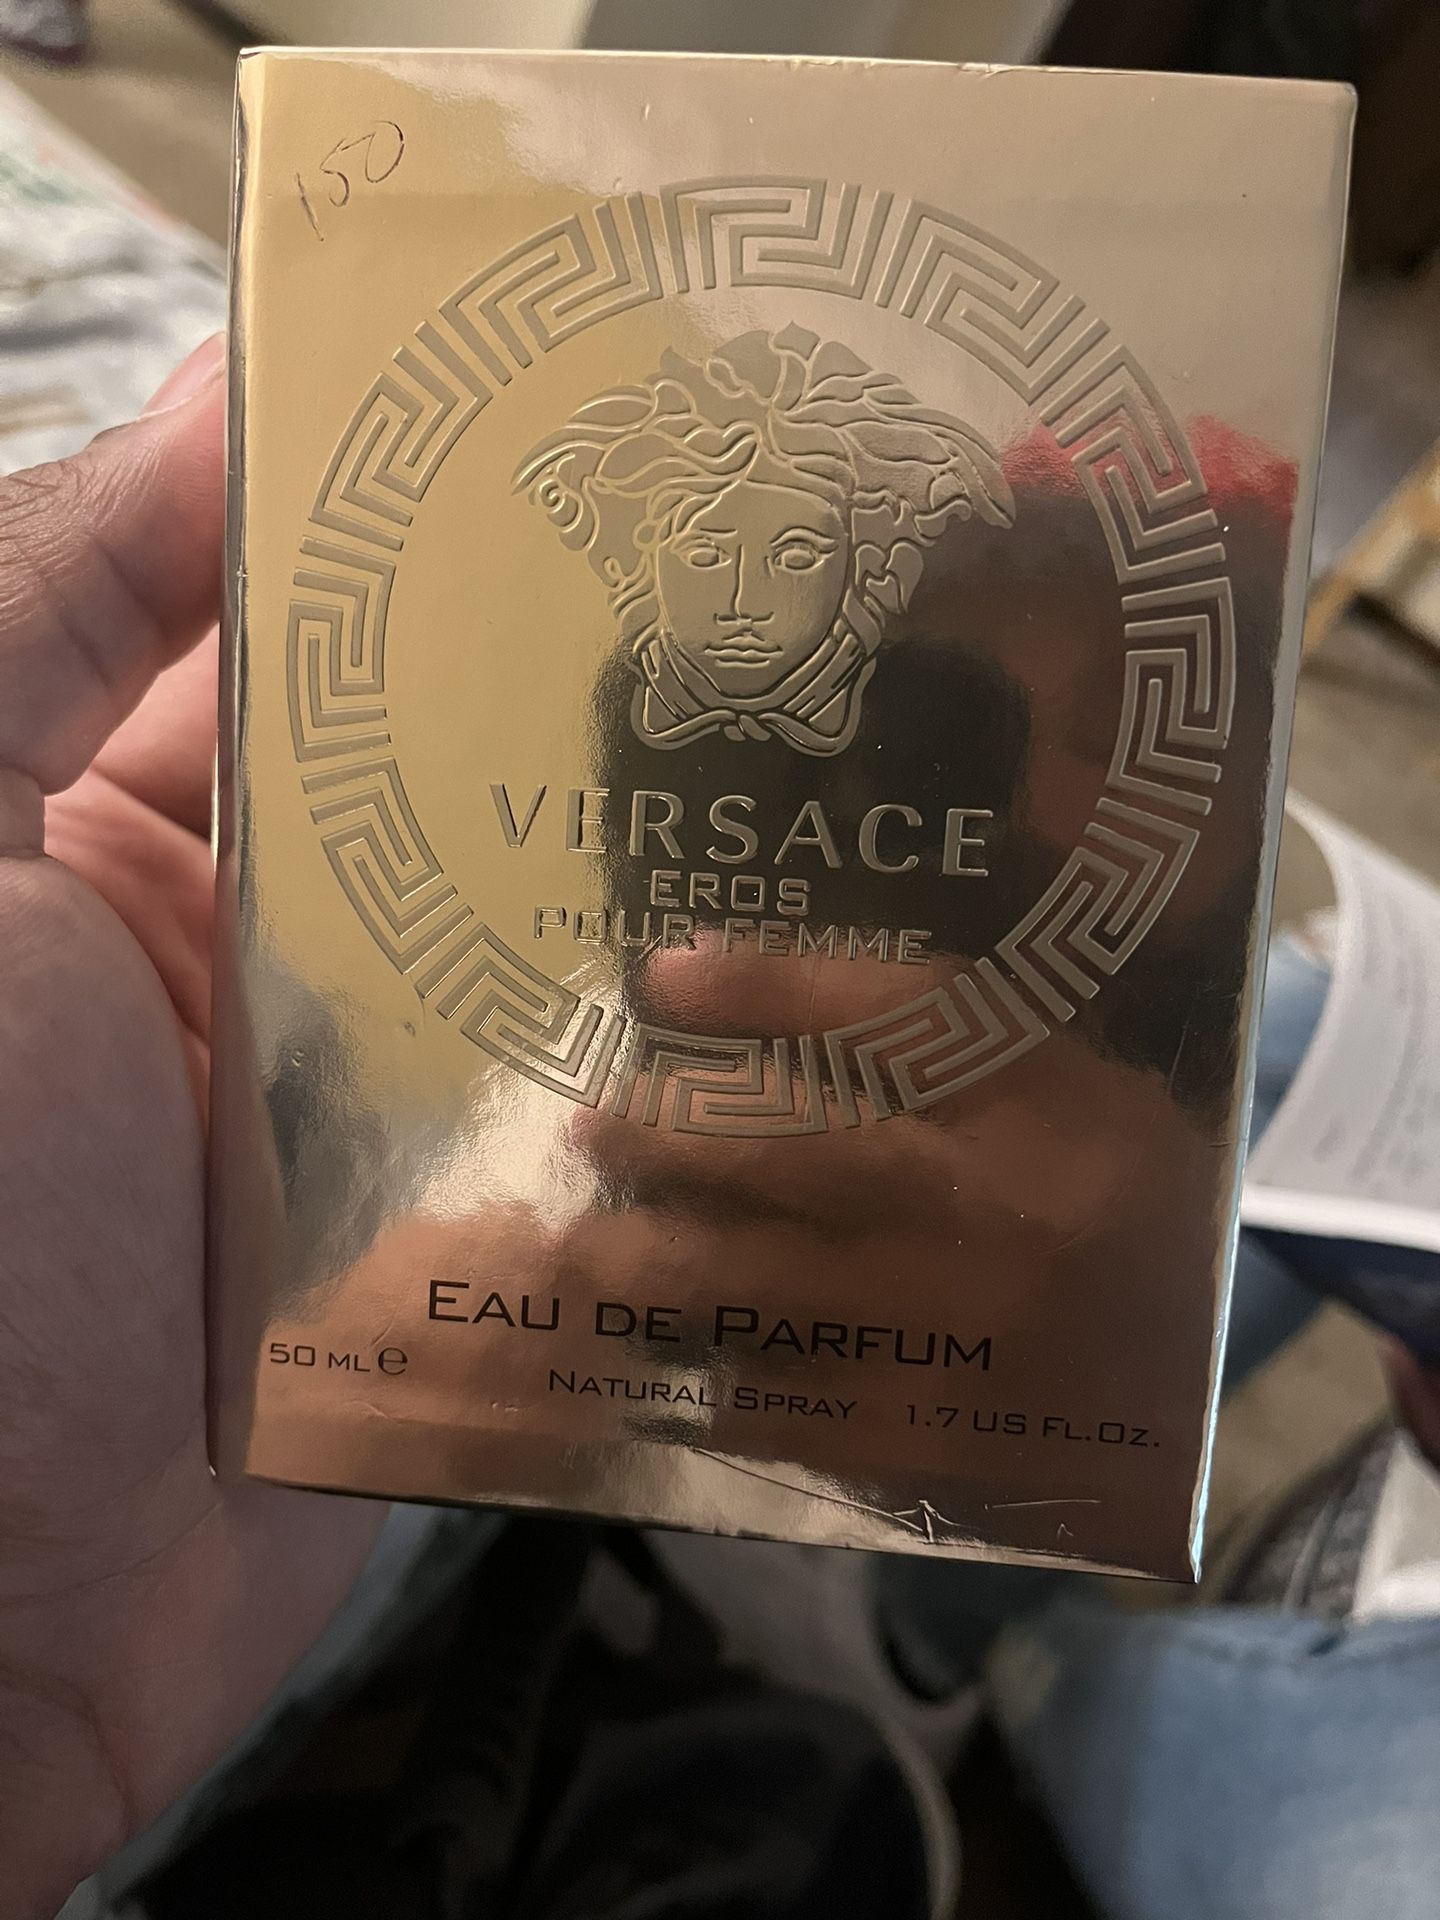 150
VERSACE
EROS
POUR FEMME
EAU DE PARFUM
50 ML e
NATURAL SPRAY 1.7 US FL.OZ.